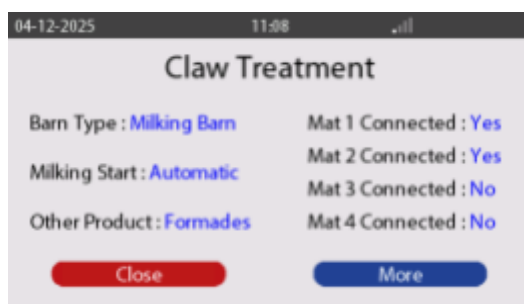 04-12-2025 11:08
Claw Treatment
Barn Type : Milking Barn
Milking Start : Automatic
Other Product : Formades
Mat 1 Connected : Yes
Mat 2 Connected : Yes
Mat 3 Connected : No
Mat 4 Connected : No
Close More